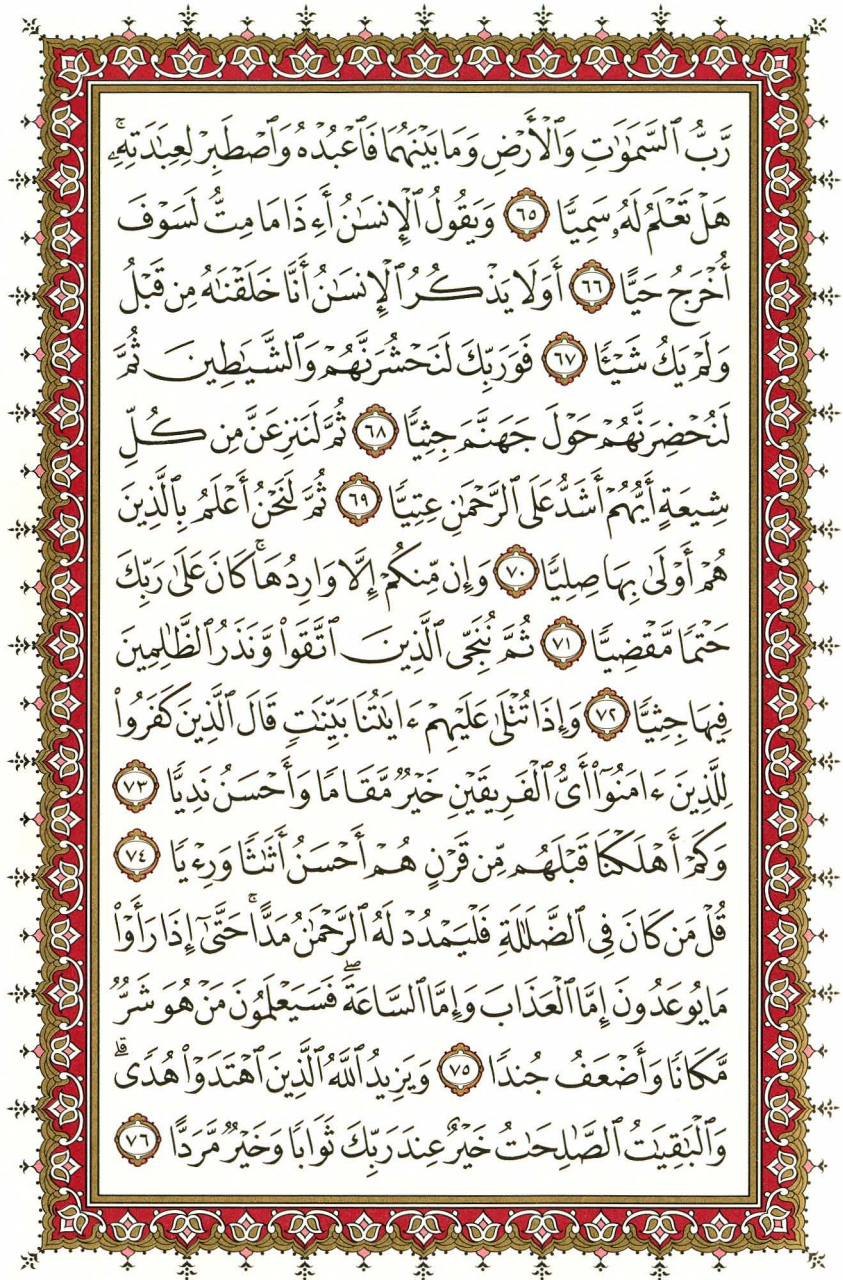 رَّبُّ ٱلسَّمَٰوَٰتِ وَٱلْأَرْضِ وَمَا بَيْنَهُمَا فَٱعْبُدْهُ وَٱصْطَبِرْ لِعِبَٰدَتِهِۦۚ
هَلْ تَعْلَمُ لَهُۥ سَمِيًّا ٦٥ وَيَقُولُ ٱلْإِنسَٰنُ أَءِذَا مَا مِتُّ لَسَوْفَ
أُخْرَجُ حَيًّا ٦٦ أَوَلَا يَذْكُرُ ٱلْإِنسَٰنُ أَنَّا خَلَقْنَٰهُ مِن قَبْلُ
وَلَمْ يَكُ شَيْـًٔا ٦٧ فَوَرَبِّكَ لَنَحْشُرَنَّهُمْ وَٱلشَّيَٰطِينَ ثُمَّ
لَنُحْضِرَنَّهُمْ حَوْلَ جَهَنَّمَ جِثِيًّا ٦٨ ثُمَّ لَنَنزِعَنَّ مِن كُلِّ
شِيعَةٍ أَيُّهُمْ أَشَدُّ عَلَى ٱلرَّحْمَٰنِ عِتِيًّا ٦٩ ثُمَّ لَنَحْنُ أَعْلَمُ بِٱلَّذِينَ
هُمْ أَوْلَىٰ بِهَا صِلِيًّا ٧٠ وَإِن مِّنكُمْ إِلَّا وَارِدُهَاۚ كَانَ عَلَىٰ رَبِّكَ
حَتْمًا مَّقْضِيًّا ٧١ ثُمَّ نُنَجِّى ٱلَّذِينَ ٱتَّقَوا۟ وَّنَذَرُ ٱلظَّٰلِمِينَ
فِيهَا جِثِيًّا ٧٢ وَإِذَا تُتْلَىٰ عَلَيْهِمْ ءَايَٰتُنَا بَيِّنَٰتٍ قَالَ ٱلَّذِينَ كَفَرُوا۟
لِلَّذِينَ ءَامَنُوٓا۟ أَىُّ ٱلْفَرِيقَيْنِ خَيْرٌ مَّقَامًا وَأَحْسَنُ نَدِيًّا ٧٣
وَكَمْ أَهْلَكْنَا قَبْلَهُم مِّن قَرْنٍ هُمْ أَحْسَنُ أَثَٰثًا وَرِءْيًا ٧٤
قُلْ مَن كَانَ فِى ٱلضَّلَٰلَةِ فَلْيَمْدُدْ لَهُ ٱلرَّحْمَٰنُ مَدًّاۚ حَتَّىٰٓ إِذَا رَأَوْا۟
مَا يُوعَدُونَ إِمَّا ٱلْعَذَابَ وَإِمَّا ٱلسَّاعَةَۖ فَسَيَعْلَمُونَ مَنْ هُوَ شَرٌّ
مَّكَانًا وَأَضْعَفُ جُندًا ٧٥ وَيَزِيدُ ٱللَّهُ ٱلَّذِينَ ٱهْتَدَوْا۟ هُدًىۗ
وَٱلْبَٰقِيَٰتُ ٱلصَّٰلِحَٰتُ خَيْرٌ عِندَ رَبِّكَ ثَوَابًا وَخَيْرٌ مَّرَدًّا ٧٦